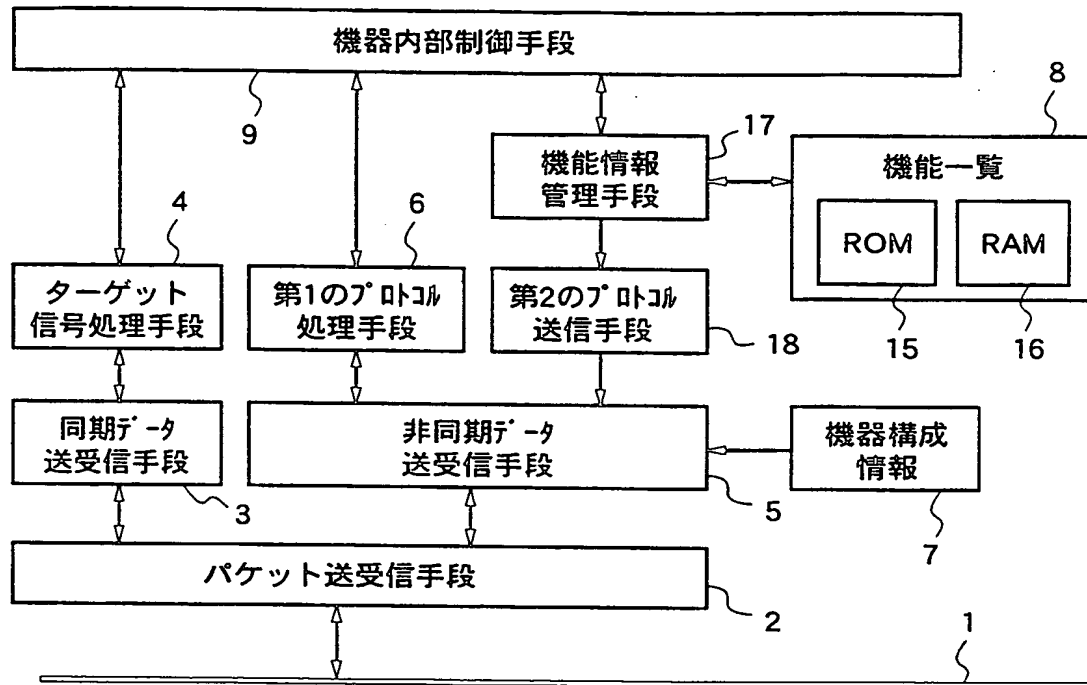 機器内部制御手段
9
17
8
機能情報
管理手段
機能一覧
ROM
RAM
15
16
4
6
ターゲット
信号処理手段
第1のプロトコル
処理手段
第2のプロトコル
送信手段
18
同期データ
送受信手段
3
非同期データ
送受信手段
5
機器構成
情報
7
パケット送受信手段
2
1